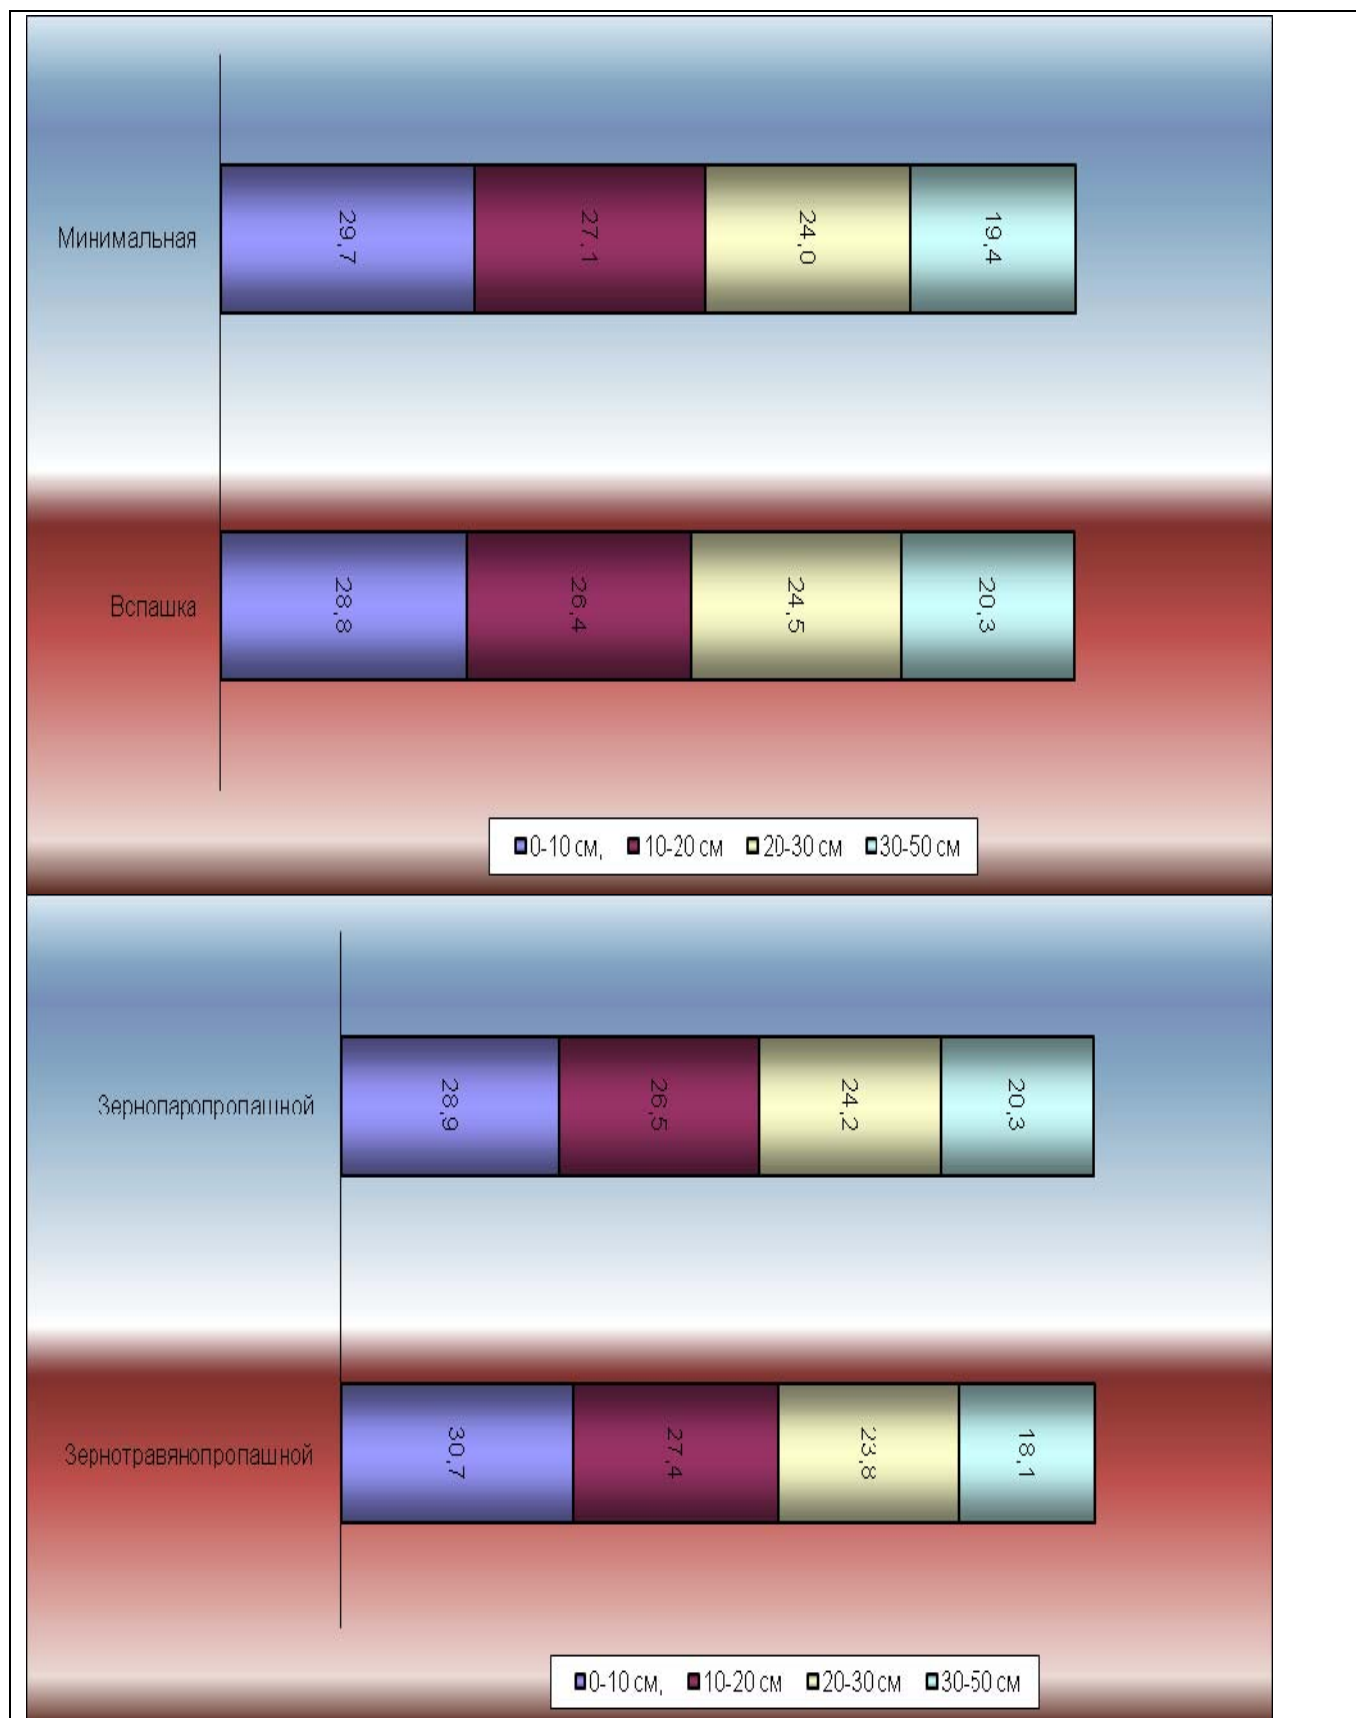 Минимальная
29,7
27,1
24,0
19,4
Вспашка
28,8
26,4
24,5
20,3
0-10 см, 10-20 см 20-30 см 30-50 см
Зернопаропропашной
28,9
26,5
24,2
20,3
Зернотравянопропашной
30,7
27,4
23,8
18,1
0-10 см, 10-20 см 20-30 см 30-50 см